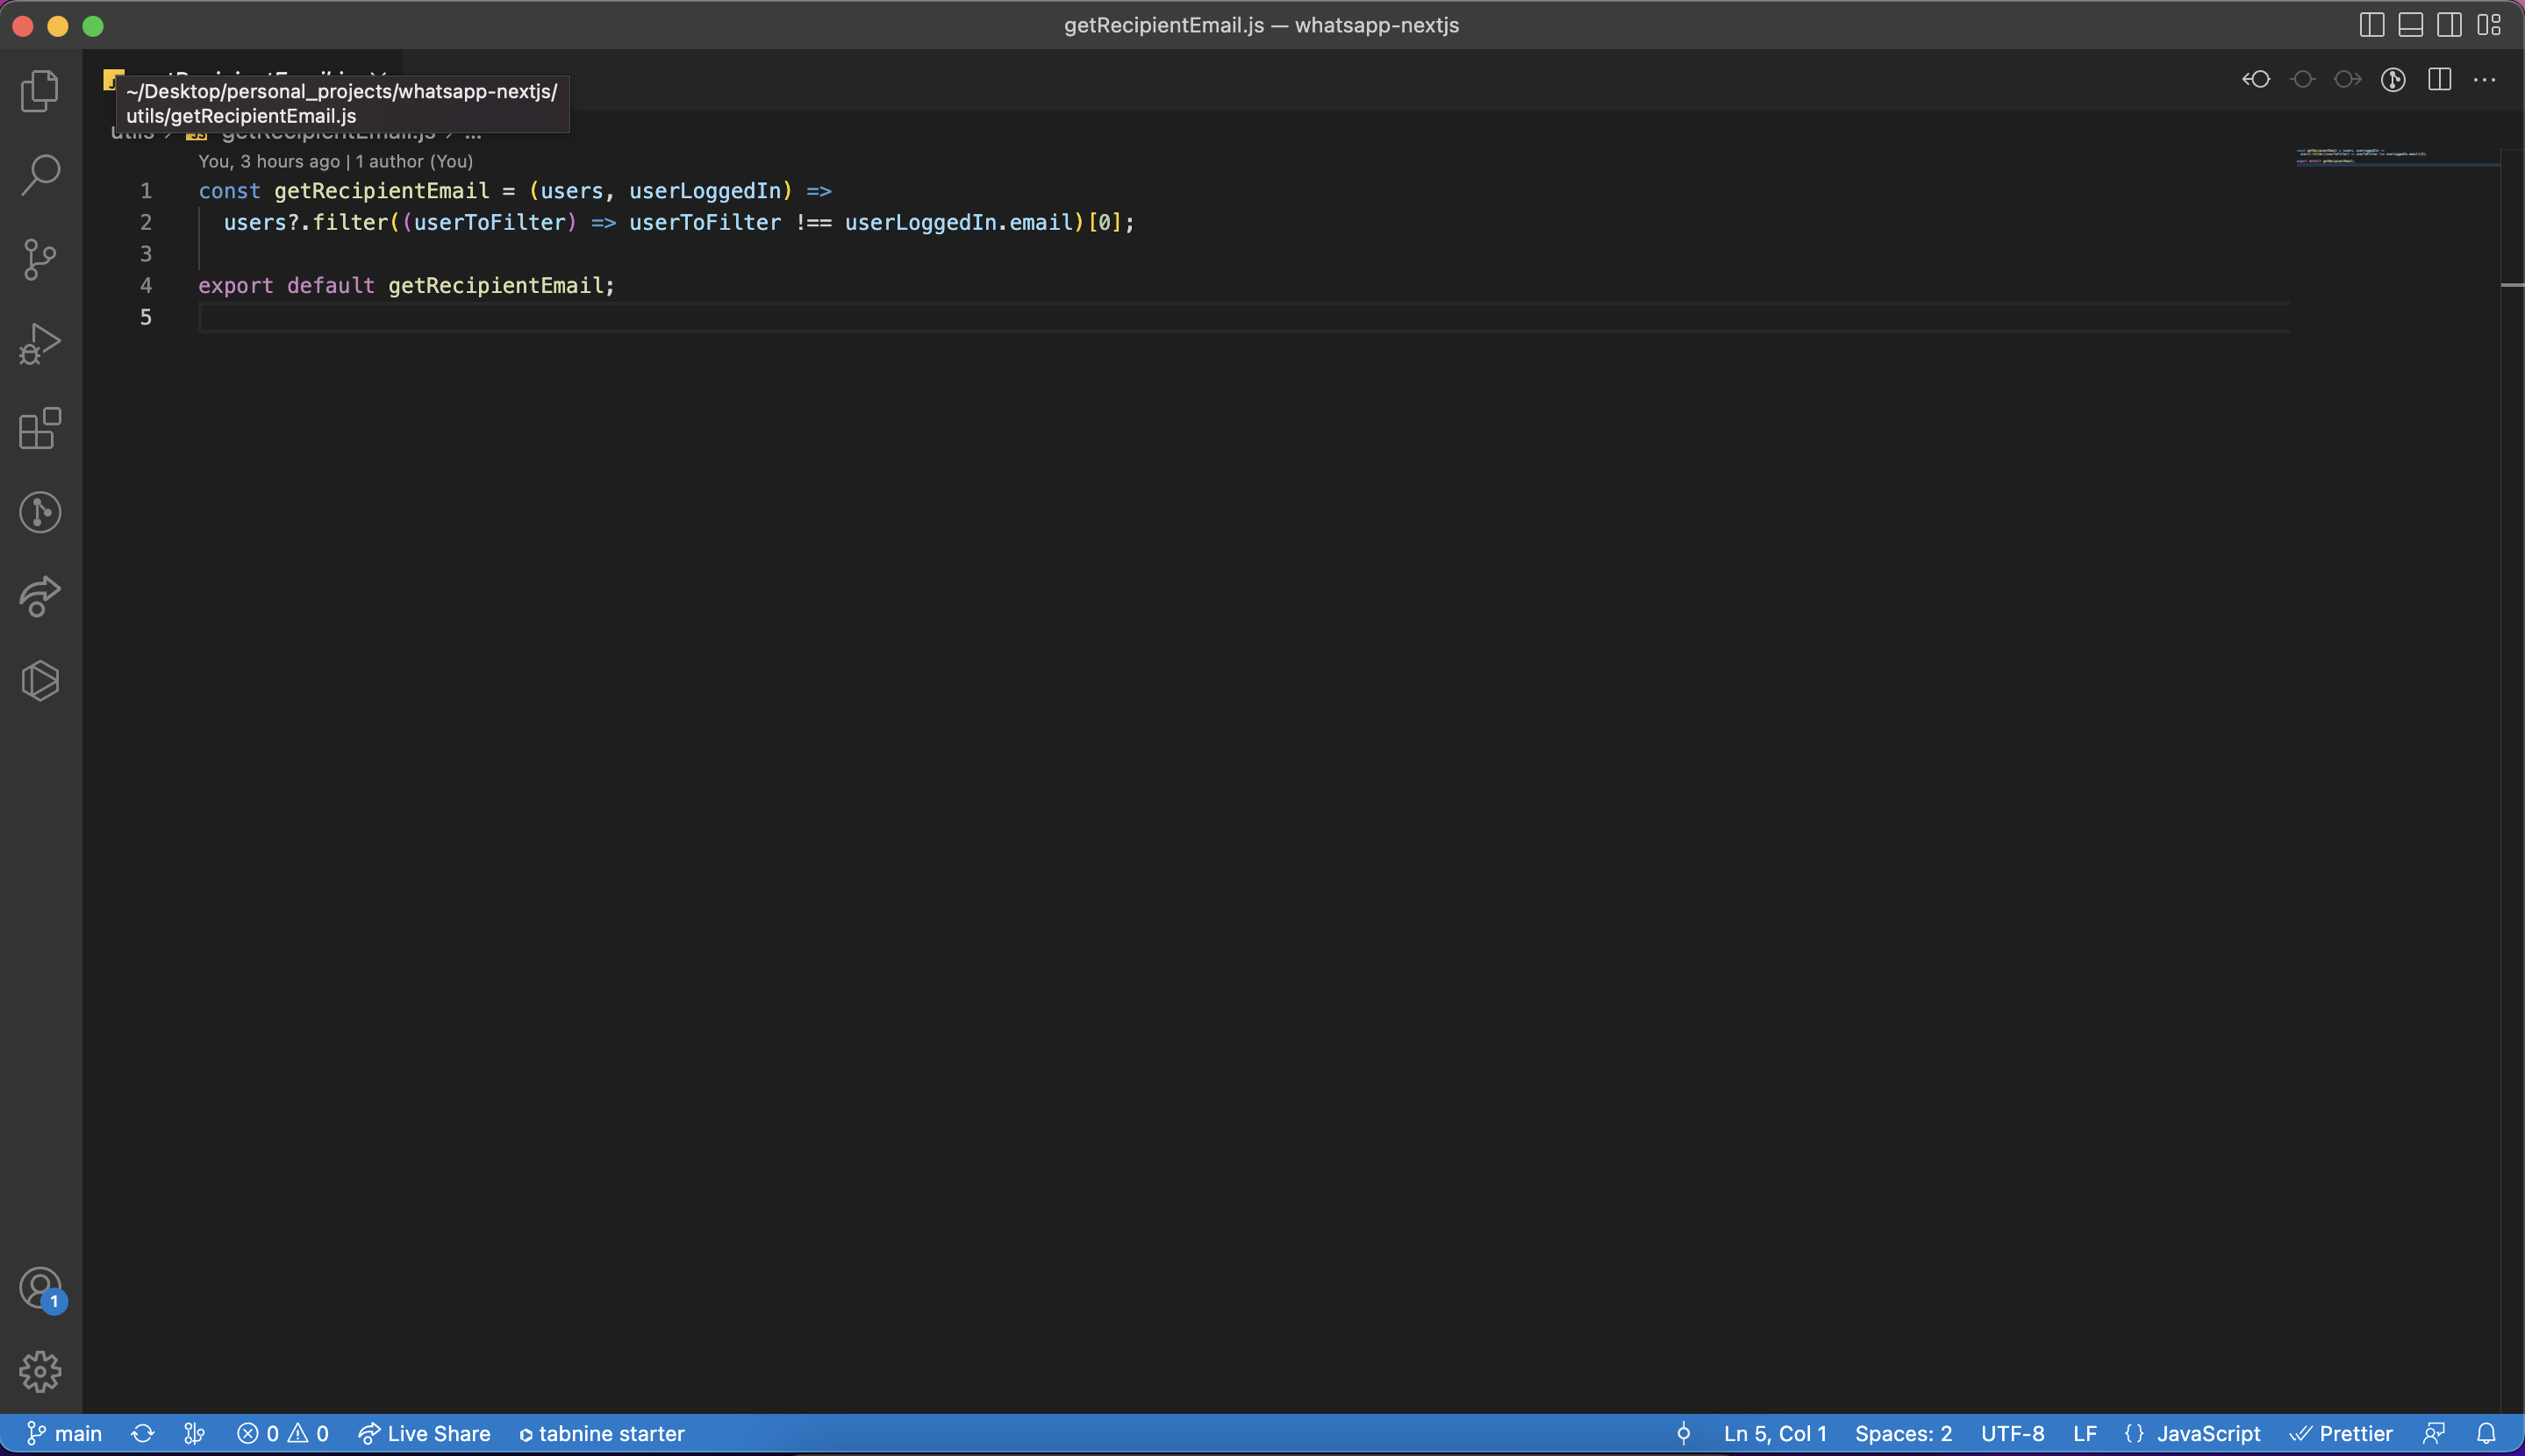 getRecipientEmail.js — whatsapp-nextjs
~/Desktop/personal_projects/whatsapp-nextjs/
utils/getRecipientEmail.js
utils > JS getRecipientEmail.js > ...
You, 3 hours ago | 1 author (You)
1 const getRecipientEmail = (users, userLoggedIn) =>
2 users?.filter((userToFilter) => userToFilter !== userLoggedIn.email)[0];
3
4 export default getRecipientEmail;
5
1
main 0 0 Live Share tabnine starter Ln 5, Col 1 Spaces: 2 UTF-8 LF {} JavaScript Prettier